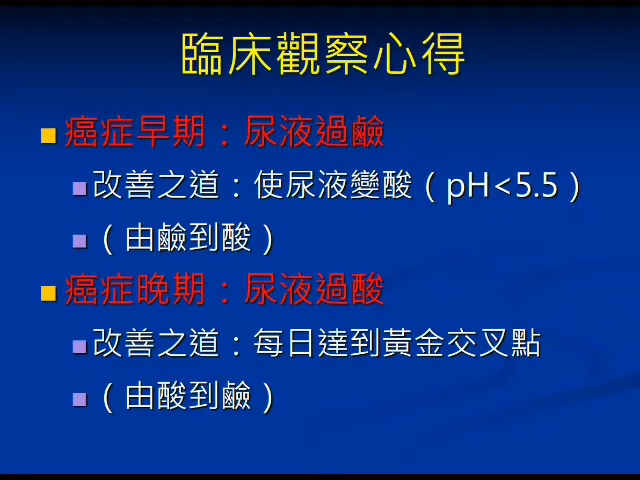 臨床觀察心得
癌症早期：尿液過鹼
改善之道：使尿液變酸（pH<5.5）
（由鹼到酸）
癌症晚期：尿液過酸
改善之道：每日達到黃金交叉點
（由酸到鹼）